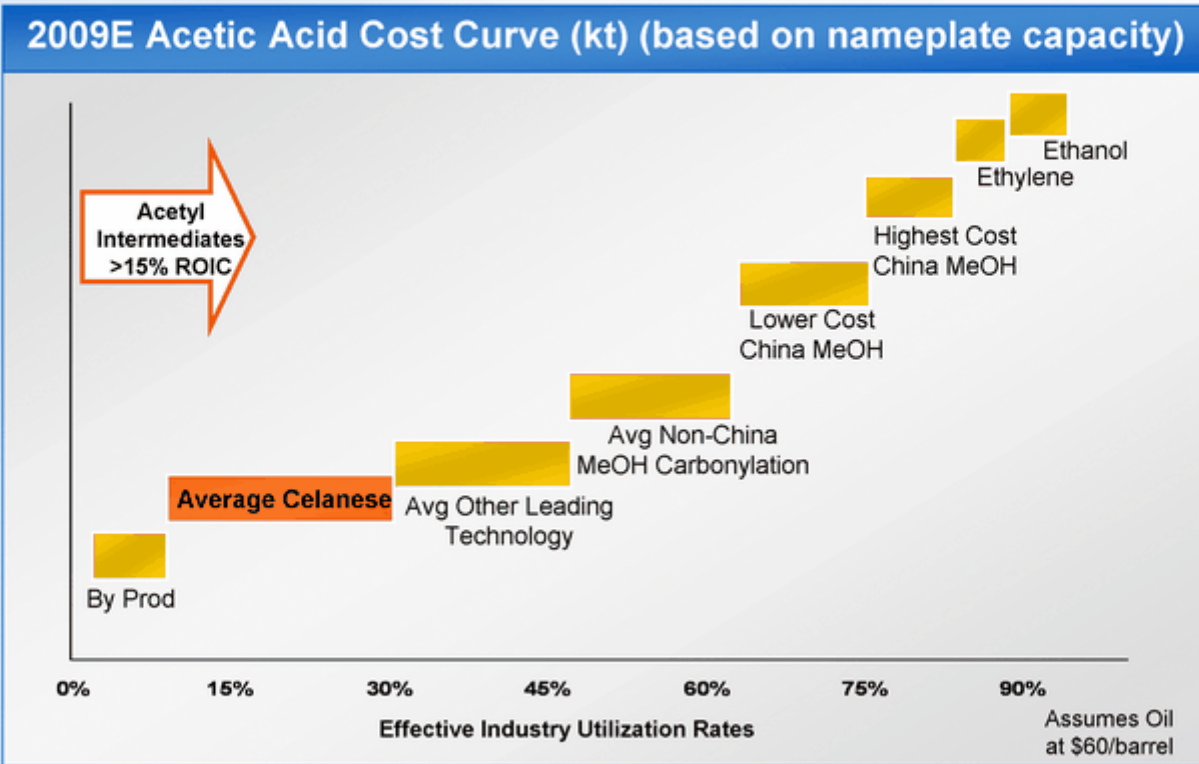 2009E Acetic Acid Cost Curve (kt) (based on nameplate capacity)
Acetyl
Intermediates
>15% ROIC
Ethanol
Ethylene
Highest Cost
China MeOH
Lower Cost
China MeOH
Avg Non-China
MeOH Carbonylation
Average Celanese
Avg Other Leading
Technology
By Prod
0%
15%
30%
45%
60%
75%
90%
Effective Industry Utilization Rates
Assumes Oil
at $60/barrel